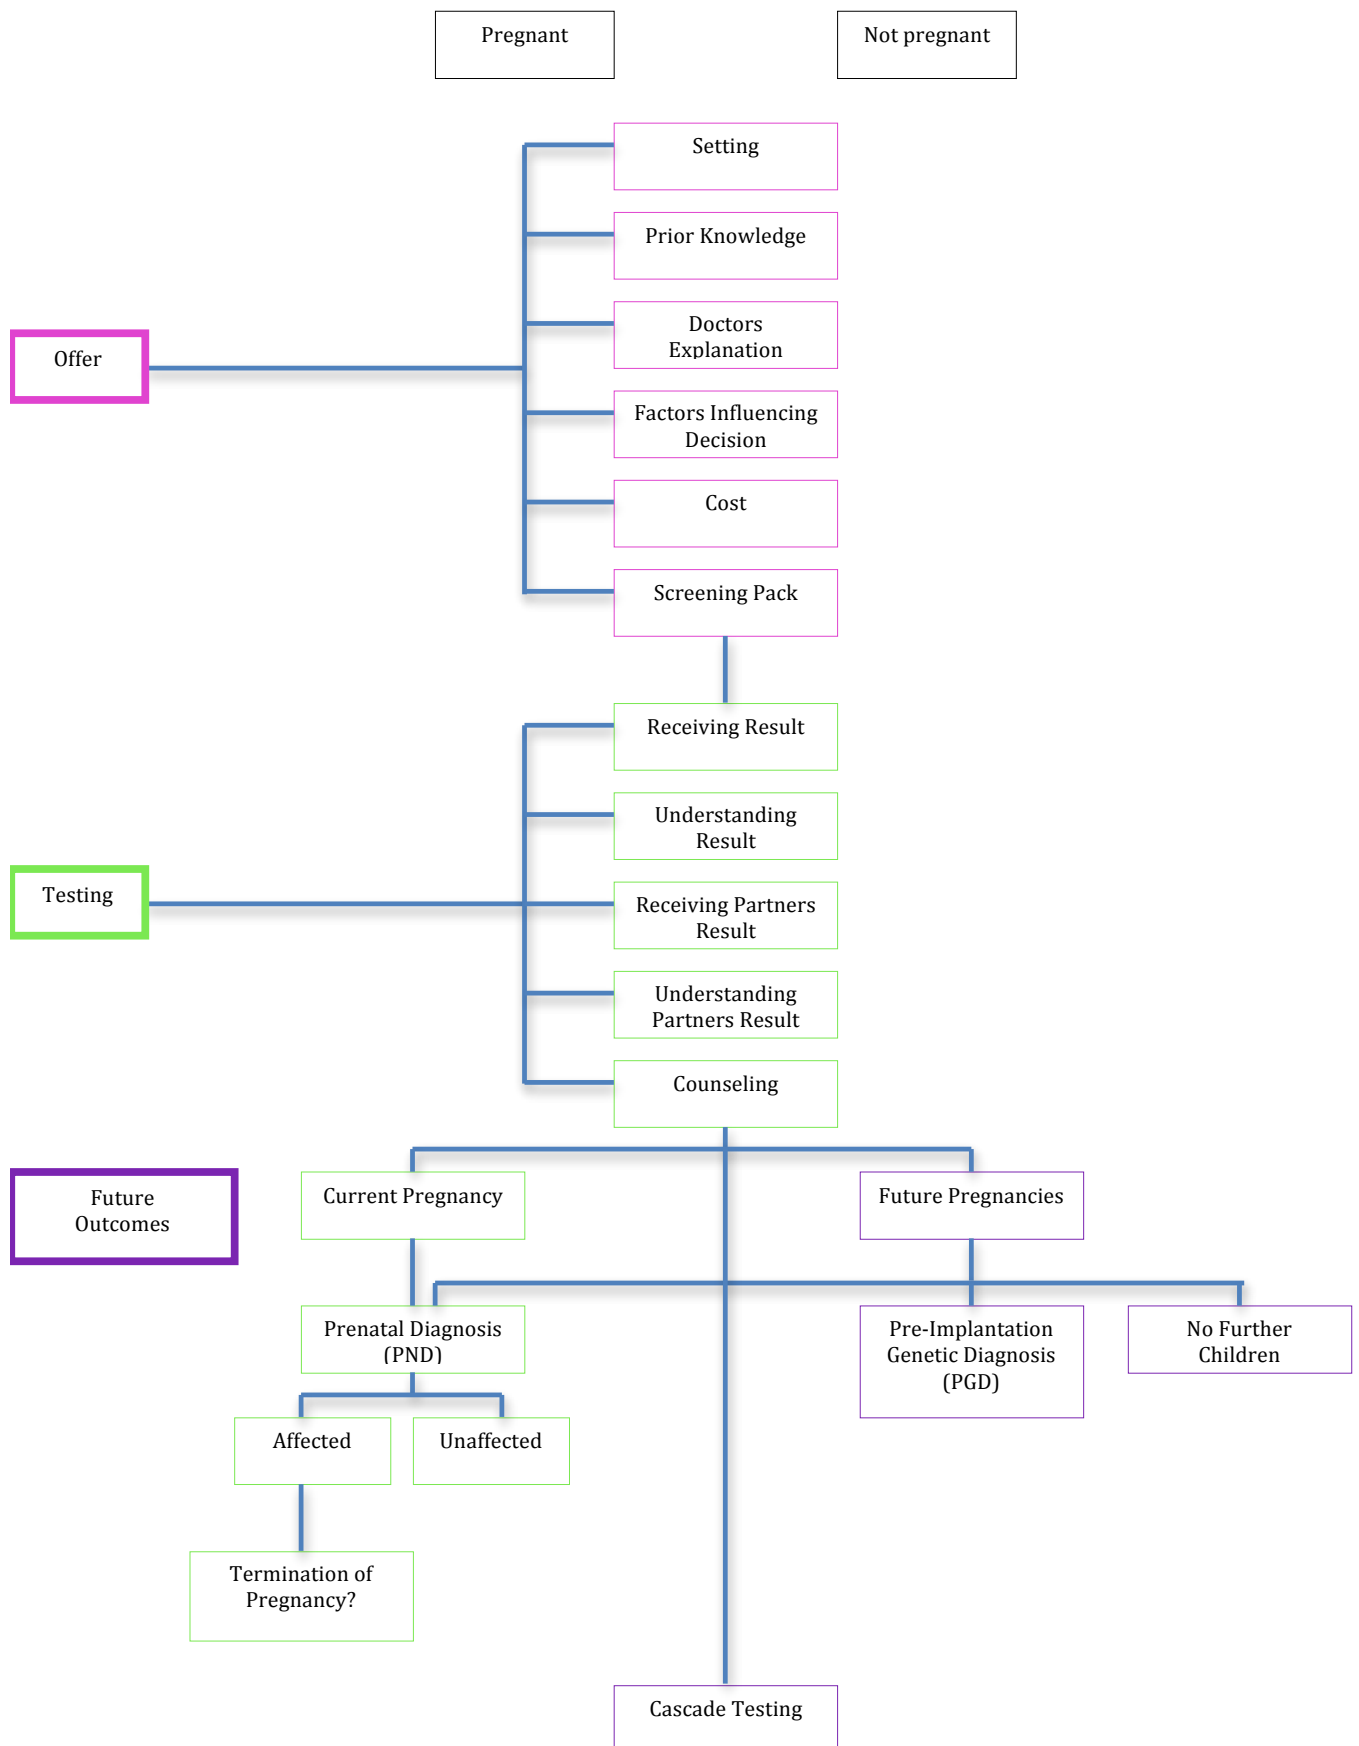 Pregnant
Not pregnant
Setting
Prior Knowledge
Doctors
Explanation
Offer
Factors Influencing
Decision
Cost
Screening Pack
Receiving Result
Understanding
Result
Testing
Receiving Partners
Result
Understanding
Partners Result
Counseling
Future
Outcomes
Current Pregnancy
Future Pregnancies
Prenatal Diagnosis
(PND)
Pre-Implantation
Genetic Diagnosis
(PGD)
No Further
Children
Affected
Unaffected
Termination of
Pregnancy?
Cascade Testing